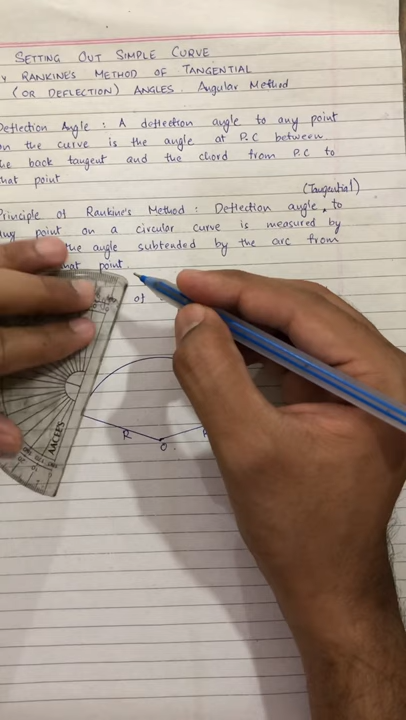 SETTING OUT SIMPLE CURVE
RANKINE'S METHOD OF TANGENTIAL
(OR DEFLECTION) ANGLES. Angular Method
Deflection Angle : A deflection angle to any point
on the curve is the angle at P.C between
the back tangent and the chord from P.C to
that point
(Tangential)
Principle of Rankine's Method : Deflection angle, to
any point on a circular curve is measured by
the angle subtended by the arc from
that point.
of
R
O
AACLES